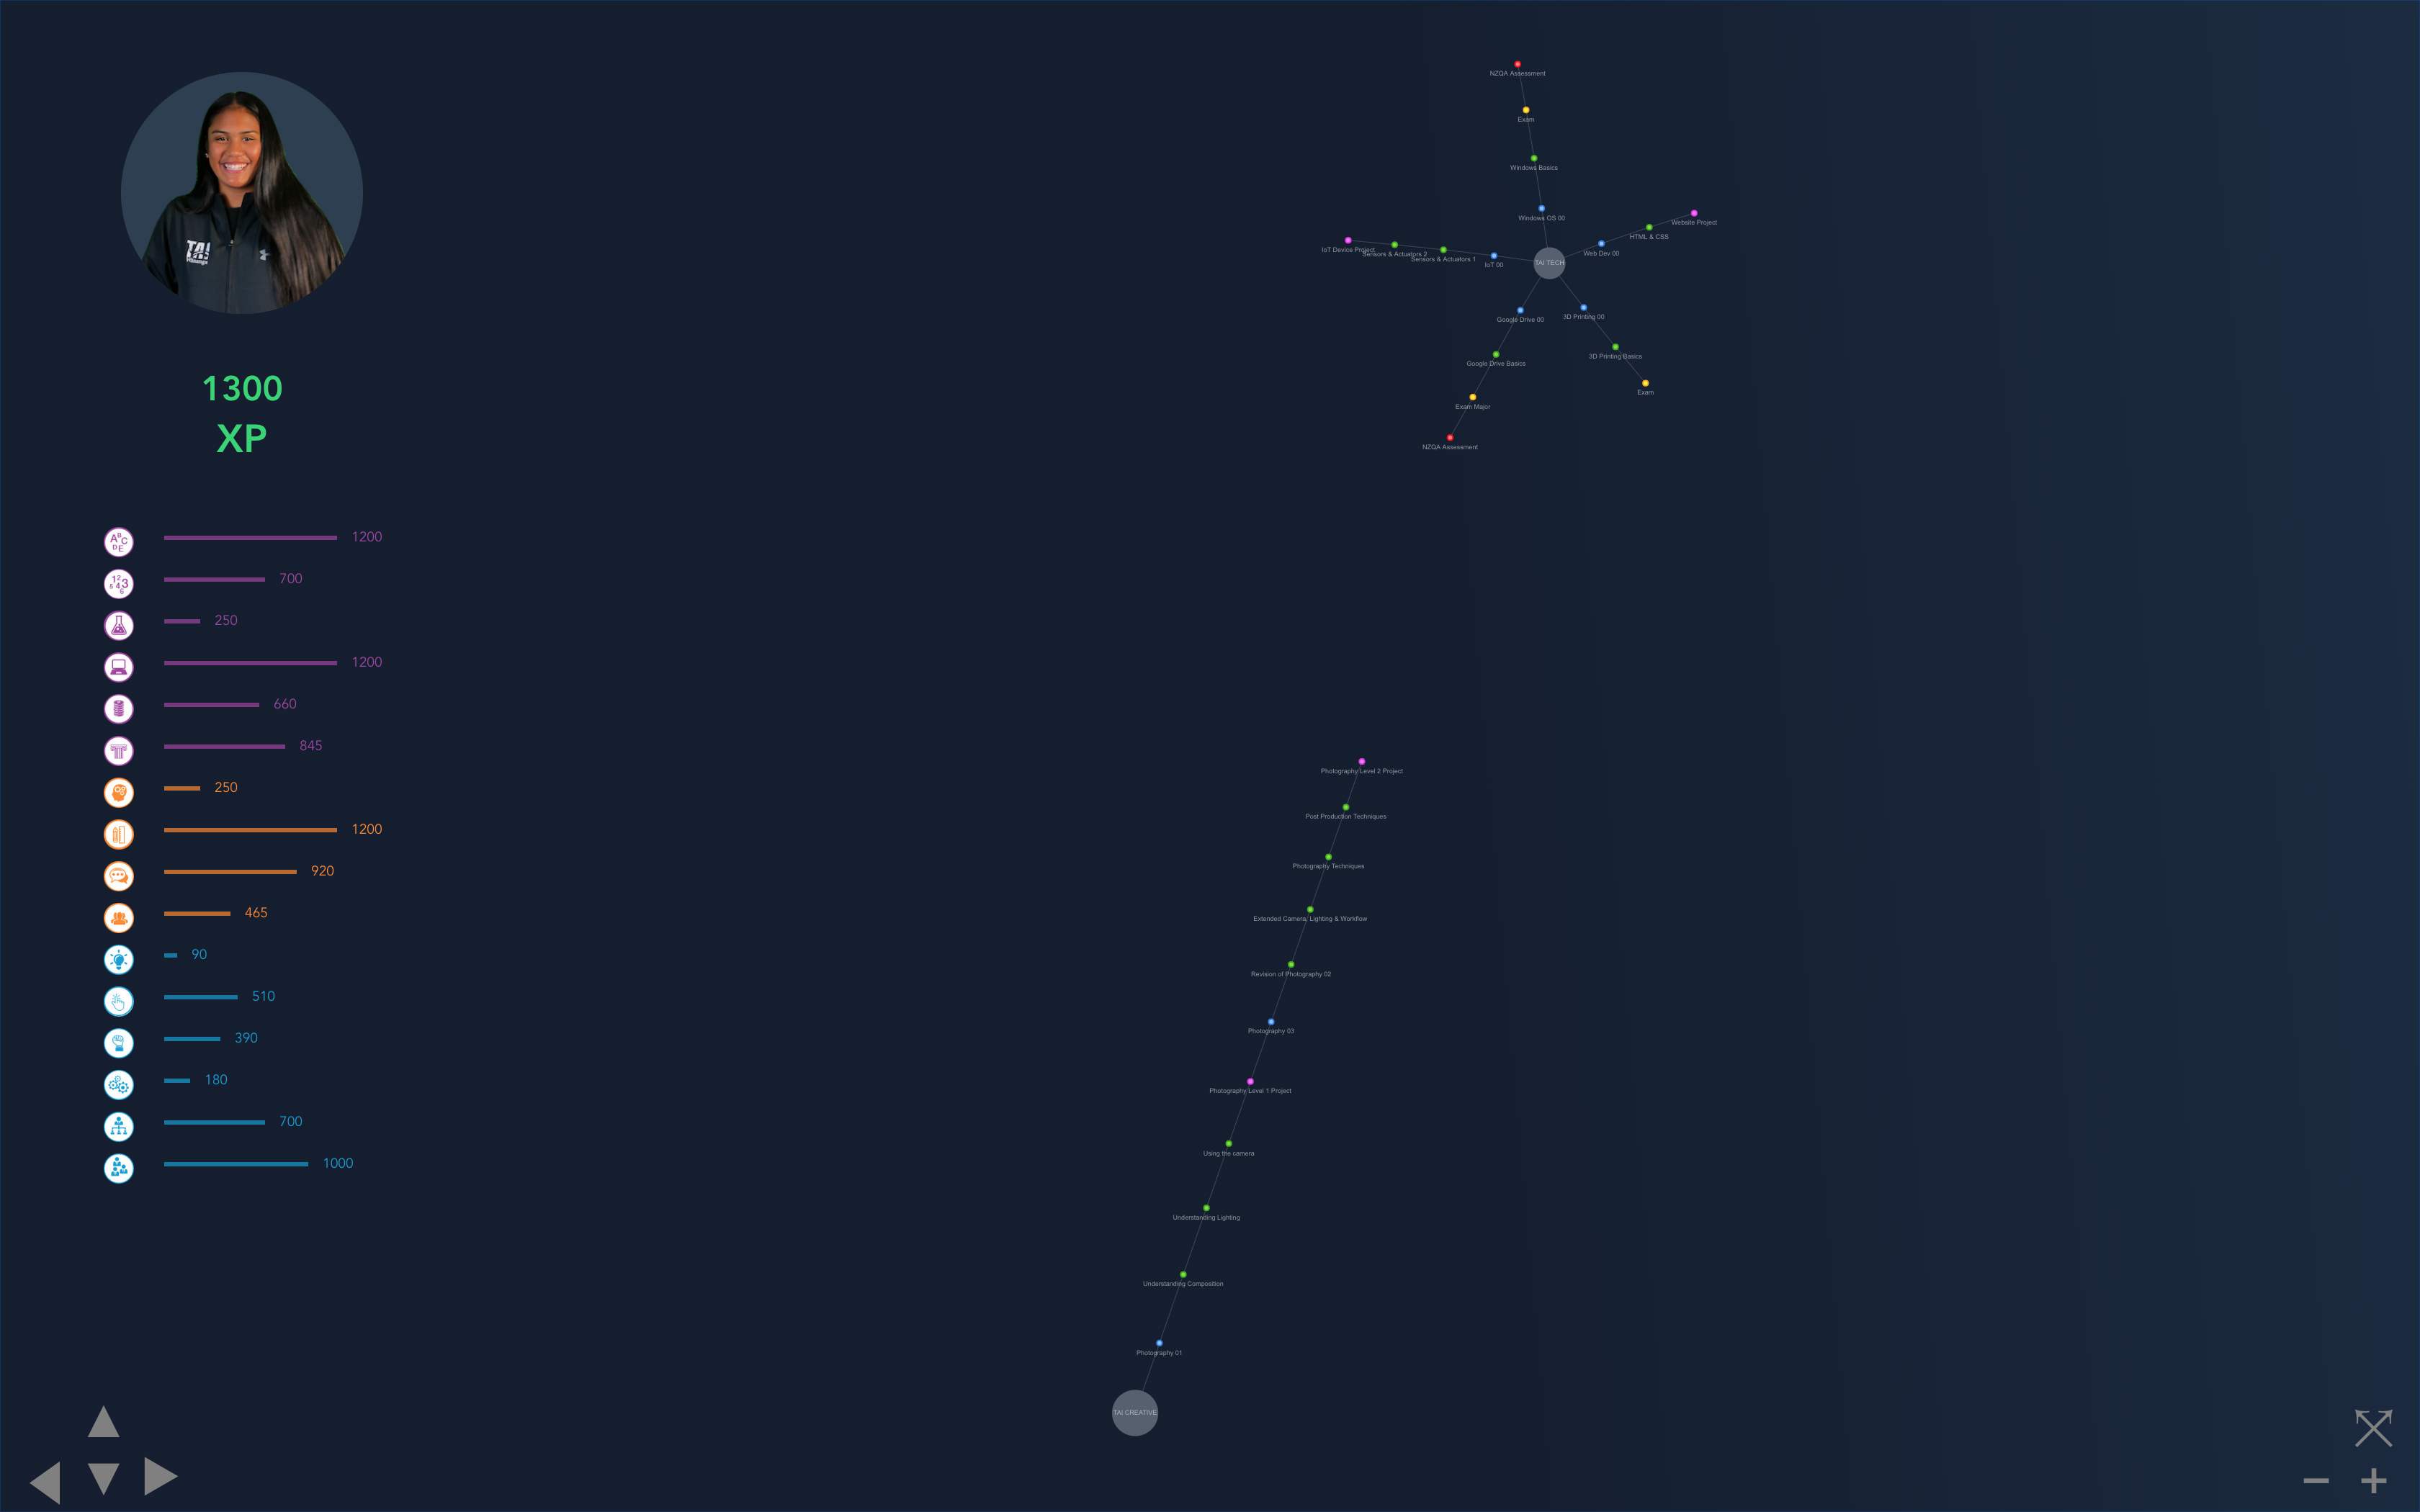 TAI
1300
XP
1200
700
250
1200
660
845
250
1200
920
465
90
510
390
180
700
1000
NZQA Assessment
Exam
Windows Basics
Windows OS 00
Website Project
HTML & CSS
Web Dev 00
TAI TECH
IoT Device Project
Sensors & Actuators 2
Sensors & Actuators 1
IoT 00
Google Drive 00
3D Printing 00
Google Drive Basics
3D Printing Basics
Exam
Exam Major
NZQA Assessment
Photography Level 2 Project
Post Production Techniques
Photography Techniques
Extended Camera, Lighting & Workflow
Revision of Photography 02
Photography 03
Photography Level 1 Project
Using the camera
Understanding Lighting
Understanding Composition
Photography 01
TAI CREATIVE